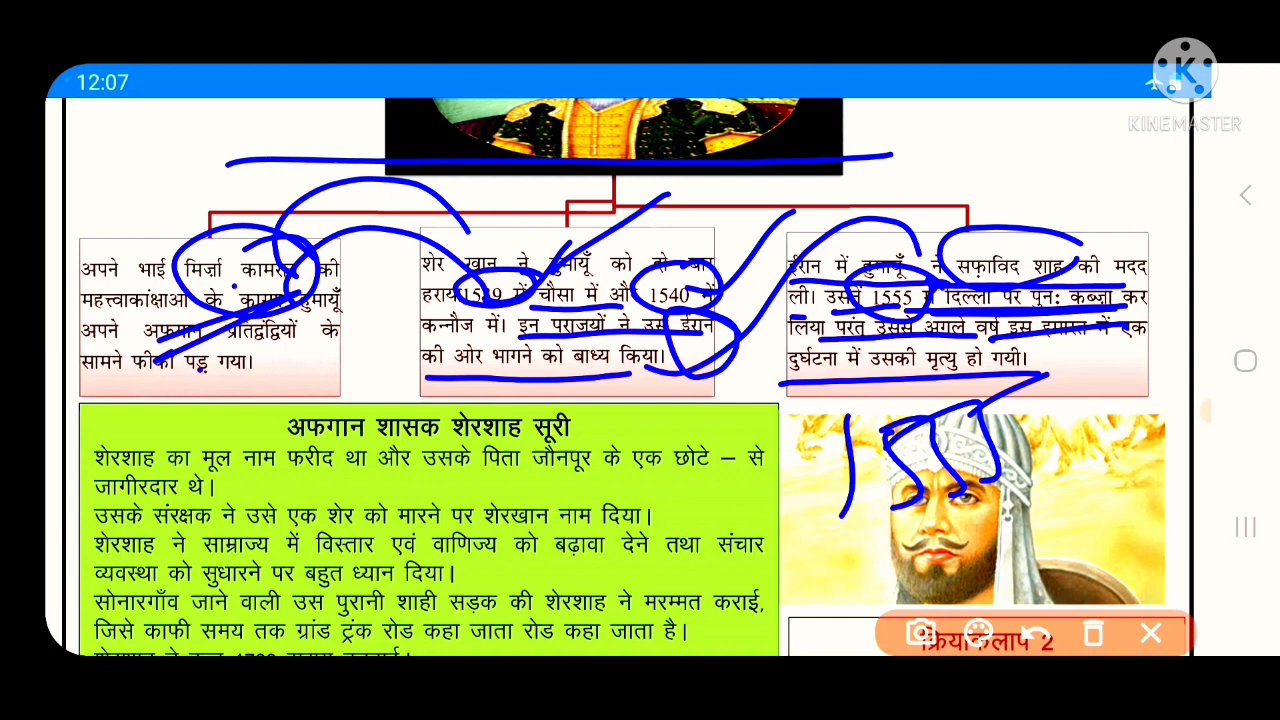 12:07
KINEMASTER
अपने भाई मिर्जा कामरान की
महत्त्वाकांक्षाओं के कारण हुमायूँ
अपने अफगान प्रतिद्वंद्वियों के
सामने फीका पड़ गया।
शेर खान ने हुमायूँ को दो बार
हराया 1539 में चौसा में और 1540 में
कन्नौज में। इन पराजयों ने उसे ईरान
की ओर भागने को बाध्य किया।
ईरान में हुमायूँ ने सफ़ाविद शाह की मदद
ली। उसने 1555 में दिल्ली पर पुनः कब्ज़ा कर
लिया परंतु उससे अगले वर्ष इस इमारत में एक
दुर्घटना में उसकी मृत्यु हो गयी।
1555
अफगान शासक शेरशाह सूरी
शेरशाह का मूल नाम फरीद था और उसके पिता जौनपुर के एक छोटे – से
जागीरदार थे।
उसके संरक्षक ने उसे एक शेर को मारने पर शेरखान नाम दिया।
शेरशाह ने साम्राज्य में विस्तार एवं वाणिज्य को बढ़ावा देने तथा संचार
व्यवस्था को सुधारने पर बहुत ध्यान दिया।
सोनारगाँव जाने वाली उस पुरानी शाही सड़क की शेरशाह ने मरम्मत कराई,
जिसे काफी समय तक ग्रांड ट्रंक रोड कहा जाता रोड कहा जाता है।
क्रियाकलाप 2